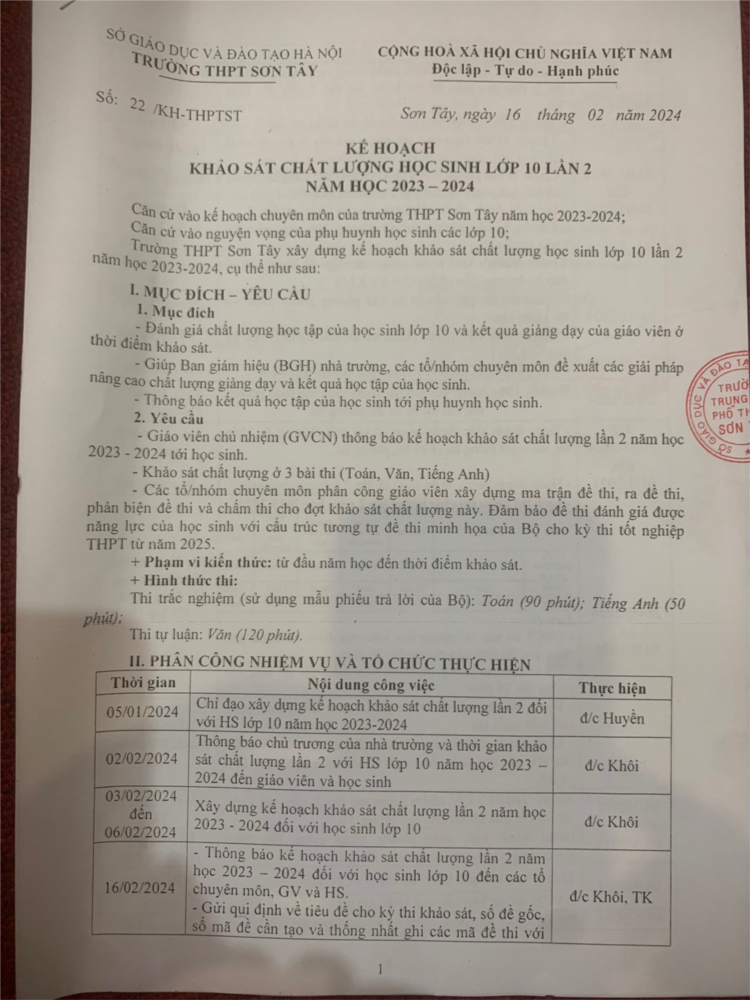 SỞ GIÁO DỤC VÀ ĐÀO TẠO HÀ NỘI
TRƯỜNG THPT SƠN TÂY
CỘNG HOÀ XÃ HỘI CHỦ NGHĨA VIỆT NAM
Độc lập - Tự do - Hạnh phúc
Số: 22 /KH-THPTST
Sơn Tây, ngày 16 tháng 02 năm 2024
KẾ HOẠCH
KHẢO SÁT CHẤT LƯỢNG HỌC SINH LỚP 10 LẦN 2
NĂM HỌC 2023 – 2024
Căn cứ vào kế hoạch chuyên môn của trường THPT Sơn Tây năm học 2023-2024;
Căn cứ vào nguyện vọng của phụ huynh học sinh các lớp 10;
Trường THPT Sơn Tây xây dựng kế hoạch khảo sát chất lượng học sinh lớp 10 lần 2
năm học 2023-2024, cụ thể như sau:
I. MỤC ĐÍCH – YÊU CẦU
1. Mục đích
- Đánh giá chất lượng học tập của học sinh lớp 10 và kết quả giảng dạy của giáo viên ở
thời điểm khảo sát.
- Giúp Ban giám hiệu (BGH) nhà trường, các tổ/nhóm chuyên môn đề xuất các giải pháp
nâng cao chất lượng giảng dạy và kết quả học tập của học sinh.
- Thông báo kết quả học tập của học sinh tới phụ huynh học sinh.
2. Yêu cầu
- Giáo viên chủ nhiệm (GVCN) thông báo kế hoạch khảo sát chất lượng lần 2 năm học
2023 - 2024 tới học sinh.
- Khảo sát chất lượng ở 3 bài thi (Toán, Văn, Tiếng Anh)
- Các tổ/nhóm chuyên môn phân công giáo viên xây dựng ma trận đề thi, ra đề thi,
phản biện đề thi và chấm thi cho đợt khảo sát chất lượng này. Đảm bảo đề thi đánh giá được
năng lực của học sinh với cấu trúc tương tự đề thi minh họa của Bộ cho kỳ thi tốt nghiệp
THPT từ năm 2025.
+ Phạm vi kiến thức: từ đầu năm học đến thời điểm khảo sát.
+ Hình thức thi:
Thi trắc nghiệm (sử dụng mẫu phiếu trả lời của Bộ): Toán (90 phút); Tiếng Anh (50
phút);
Thi tự luận: Văn (120 phút).
II. PHÂN CÔNG NHIỆM VỤ VÀ TỔ CHỨC THỰC HIỆN
Thời gian Nội dung công việc Thực hiện
05/01/2024
Chỉ đạo xây dựng kế hoạch khảo sát chất lượng lần 2 đối
với HS lớp 10 năm học 2023-2024
đ/c Huyền
02/02/2024
Thông báo chủ trương của nhà trường và thời gian khảo
sát chất lượng lần 2 với HS lớp 10 năm học 2023 –
2024 đến giáo viên và học sinh
đ/c Khôi
03/02/2024
đến
06/02/2024
Xây dựng kế hoạch khảo sát chất lượng lần 2 năm học
2023 - 2024 đối với học sinh lớp 10
đ/c Khôi
16/02/2024
- Thông báo kế hoạch khảo sát chất lượng lần 2 năm
học 2023 – 2024 đối với học sinh lớp 10 đến các tổ
chuyên môn, GV và HS.
- Gửi qui định về tiêu đề cho kỳ thi khảo sát, số đề gốc,
số mã đề cần tạo và thống nhất ghi các mã đề thi với
đ/c Khôi, TK
SỞ GIÁO DỤC VÀ ĐÀO TẠO
TRƯỜ
TRUNG
PHỔ TH
SƠN
1